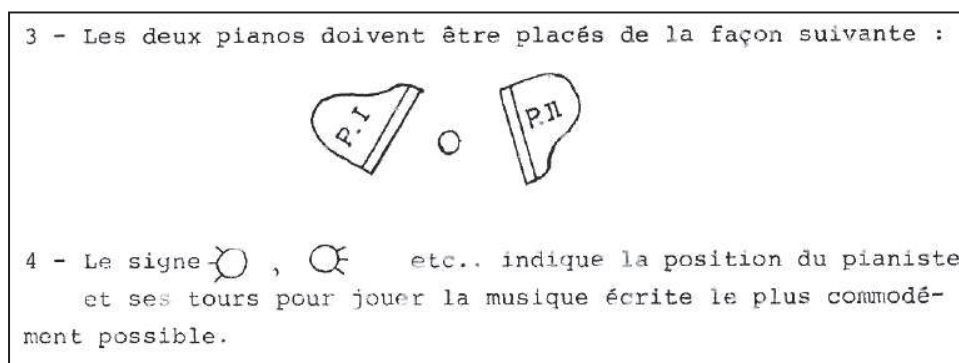 3 - Les deux pianos doivent être placés de la façon suivante :
P.I
P.II
4 - Le signe , etc.. indique la position du pianiste
et ses tours pour jouer la musique écrite le plus commodé-
ment possible.